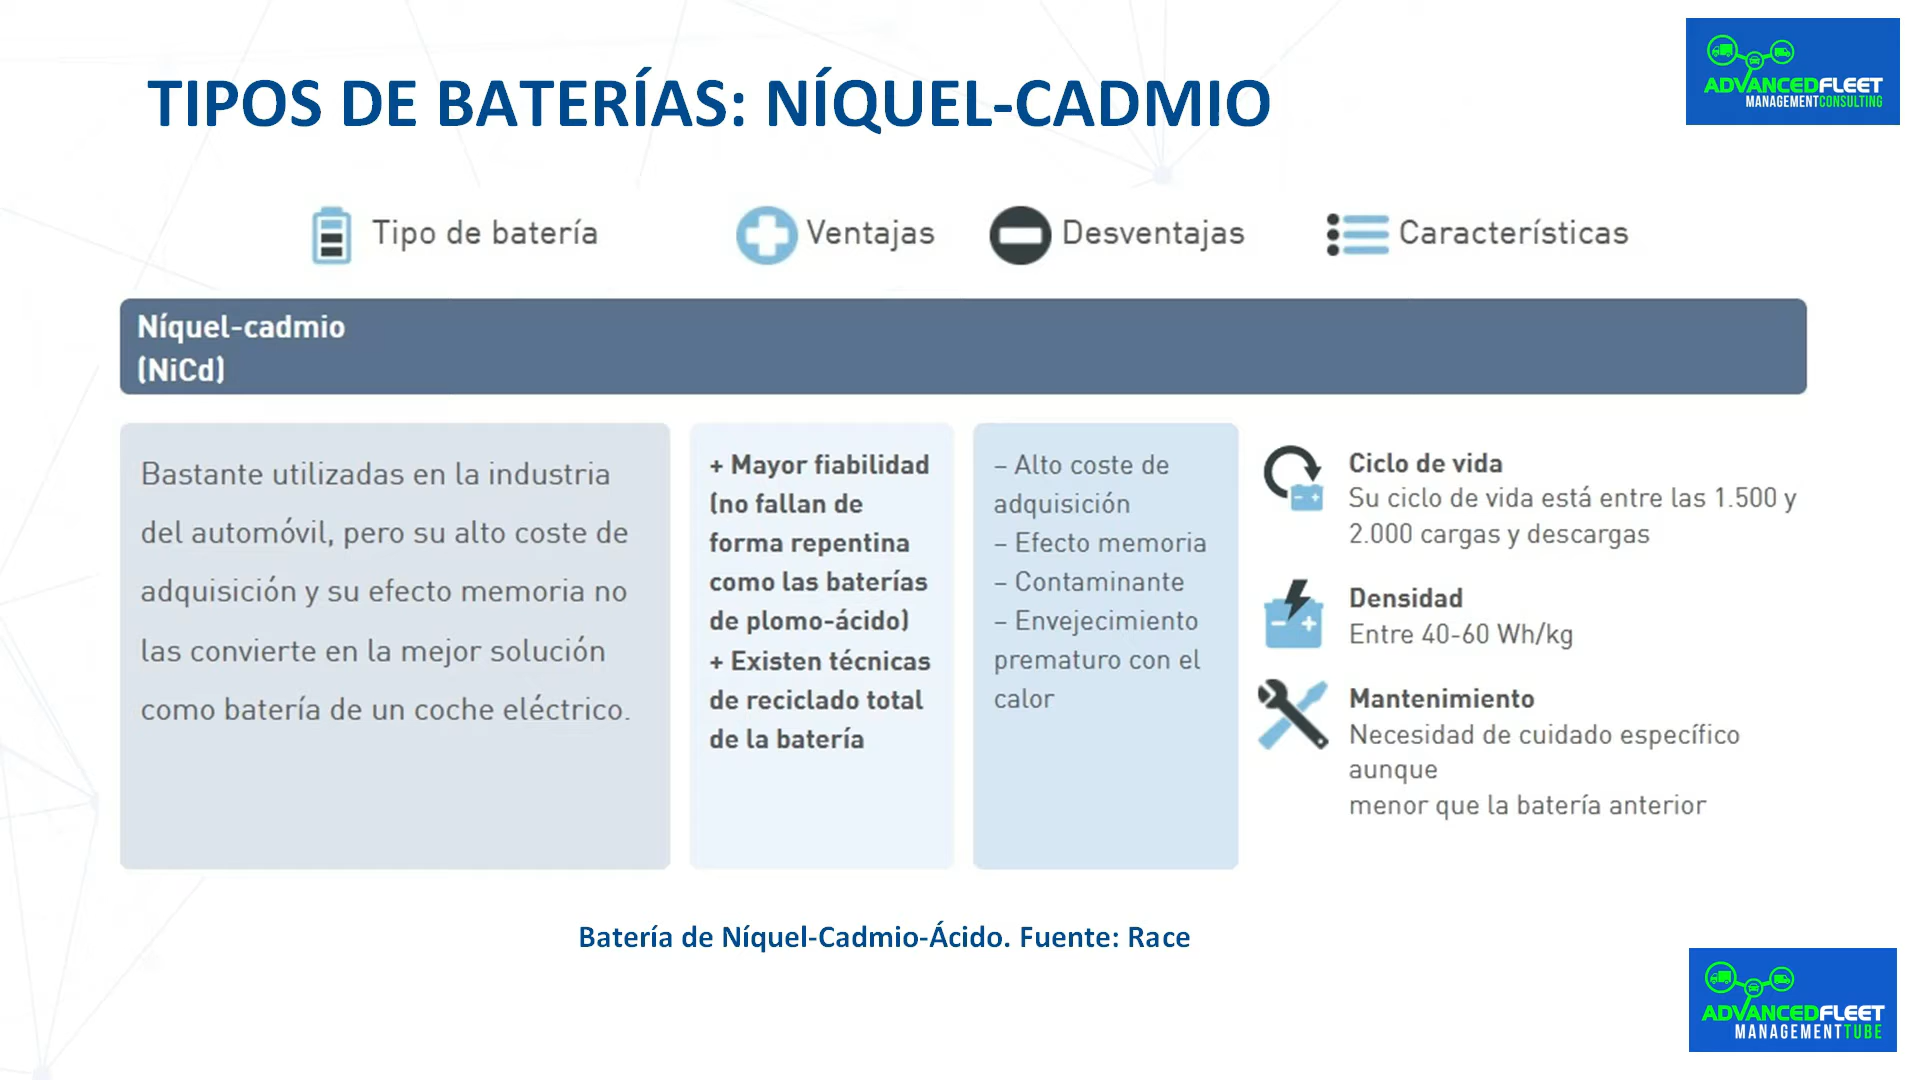 TIPOS DE BATERÍAS: NÍQUEL-CADMIO
ADVANCEDFLEET
MANAGEMENTCONSULTING
Tipo de batería
Ventajas
Desventajas
Características
Níquel-cadmio
(NiCd)
Bastante utilizadas en la industria
del automóvil, pero su alto coste de
adquisición y su efecto memoria no
las convierte en la mejor solución
como batería de un coche eléctrico.
+ Mayor fiabilidad
(no fallan de
forma repentina
como las baterías
de plomo-ácido)
+ Existen técnicas
de reciclado total
de la batería
– Alto coste de
adquisición
– Efecto memoria
– Contaminante
– Envejecimiento
prematuro con el
calor
Ciclo de vida
Su ciclo de vida está entre las 1.500 y
2.000 cargas y descargas
Densidad
Entre 40-60 Wh/kg
Mantenimiento
Necesidad de cuidado específico
aunque
menor que la batería anterior
Batería de Níquel-Cadmio-Ácido. Fuente: Race
ADVANCEDFLEET
MANAGEMENTTUBE